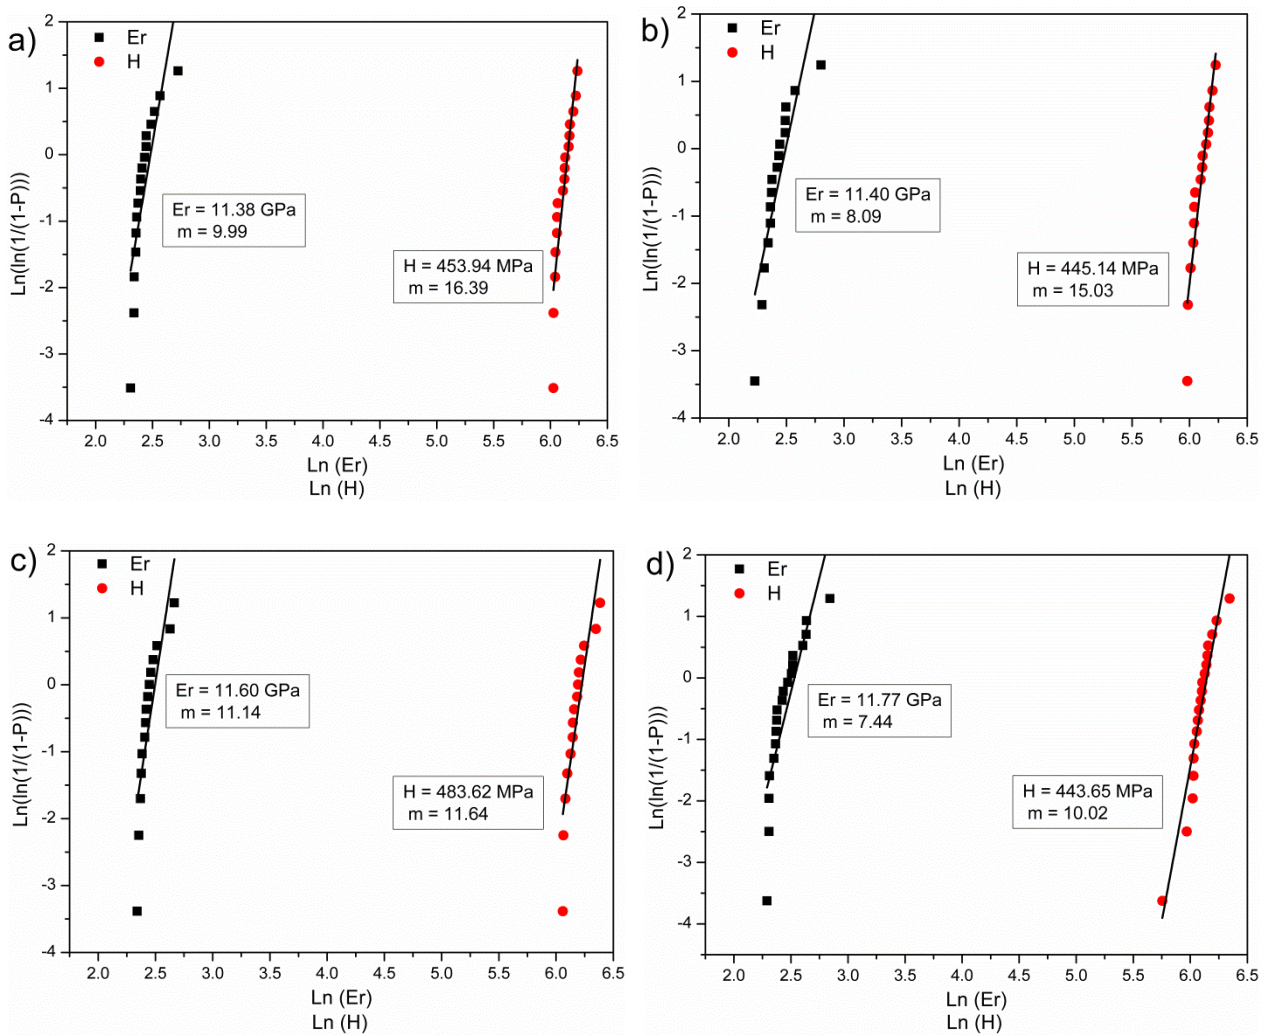 a)
Er
H
2
1
0
-1
-2
-3
-4
Ln(ln(1/(1-P)))
Er = 11.38 GPa
m = 9.99
H = 453.94 MPa
m = 16.39
2.0 2.5 3.0 3.5 4.0 4.5 5.0 5.5 6.0 6.5
Ln (Er)
Ln (H)
b)
Er
H
2
1
0
-1
-2
-3
-4
Ln(ln(1/(1-P)))
Er = 11.40 GPa
m = 8.09
H = 445.14 MPa
m = 15.03
2.0 2.5 3.0 3.5 4.0 4.5 5.0 5.5 6.0 6.5
Ln (Er)
Ln (H)
c)
Er
H
2
1
0
-1
-2
-3
-4
Ln(ln(1/(1-P)))
Er = 11.60 GPa
m = 11.14
H = 483.62 MPa
m = 11.64
2.0 2.5 3.0 3.5 4.0 4.5 5.0 5.5 6.0 6.5
Ln (Er)
Ln (H)
d)
Er
H
2
1
0
-1
-2
-3
-4
Ln(ln(1/(1-P)))
Er = 11.77 GPa
m = 7.44
H = 443.65 MPa
m = 10.02
2.0 2.5 3.0 3.5 4.0 4.5 5.0 5.5 6.0 6.5
Ln (Er)
Ln (H)